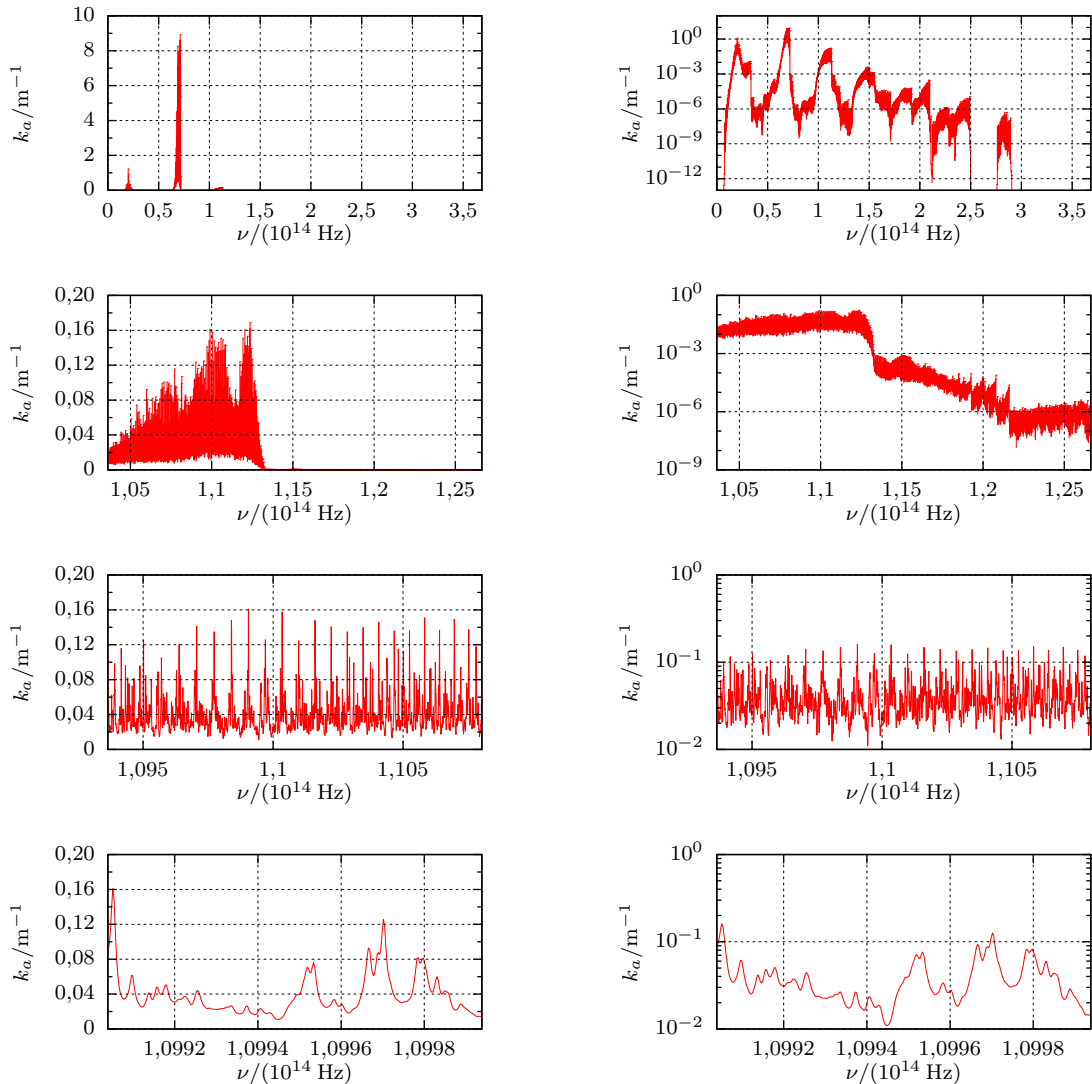 10
8
6
4
2
0
k_a/m^{-1}
0 0,5 1 1,5 2 2,5 3 3,5
ν/(10^{14} Hz)
10^0
10^{-3}
10^{-6}
10^{-9}
10^{-12}
k_a/m^{-1}
0 0,5 1 1,5 2 2,5 3 3,5
ν/(10^{14} Hz)
0,20
0,16
0,12
0,08
0,04
0
k_a/m^{-1}
1,05 1,1 1,15 1,2 1,25
ν/(10^{14} Hz)
10^0
10^{-3}
10^{-6}
10^{-9}
k_a/m^{-1}
1,05 1,1 1,15 1,2 1,25
ν/(10^{14} Hz)
0,20
0,16
0,12
0,08
0,04
0
k_a/m^{-1}
1,095 1,1 1,105
ν/(10^{14} Hz)
10^0
10^{-1}
10^{-2}
k_a/m^{-1}
1,095 1,1 1,105
ν/(10^{14} Hz)
0,20
0,16
0,12
0,08
0,04
0
k_a/m^{-1}
1,0992 1,0994 1,0996 1,0998
ν/(10^{14} Hz)
10^0
10^{-1}
10^{-2}
k_a/m^{-1}
1,0992 1,0994 1,0996 1,0998
ν/(10^{14} Hz)